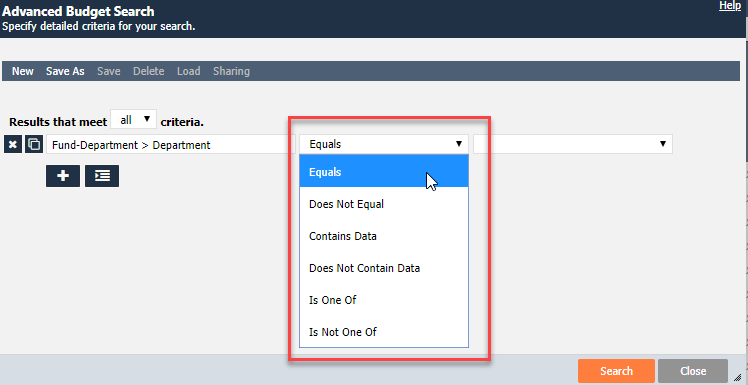 Advanced Budget Search
Help
Specify detailed criteria for your search.
New Save As Save Delete Load Sharing
Results that meet all criteria.
Fund-Department > Department Equals
Equals
Does Not Equal
Contains Data
Does Not Contain Data
Is One Of
Is Not One Of
Search Close